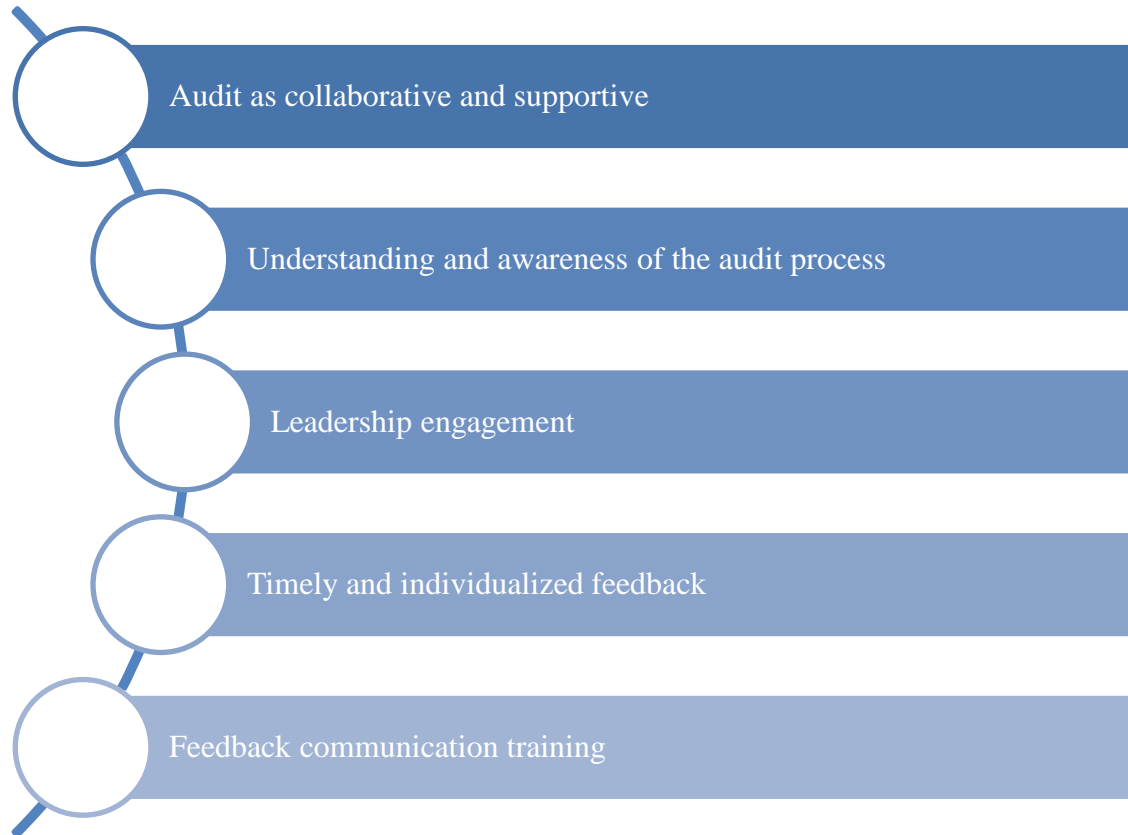 Audit as collaborative and supportive
Understanding and awareness of the audit process
Leadership engagement
Timely and individualized feedback
Feedback communication training